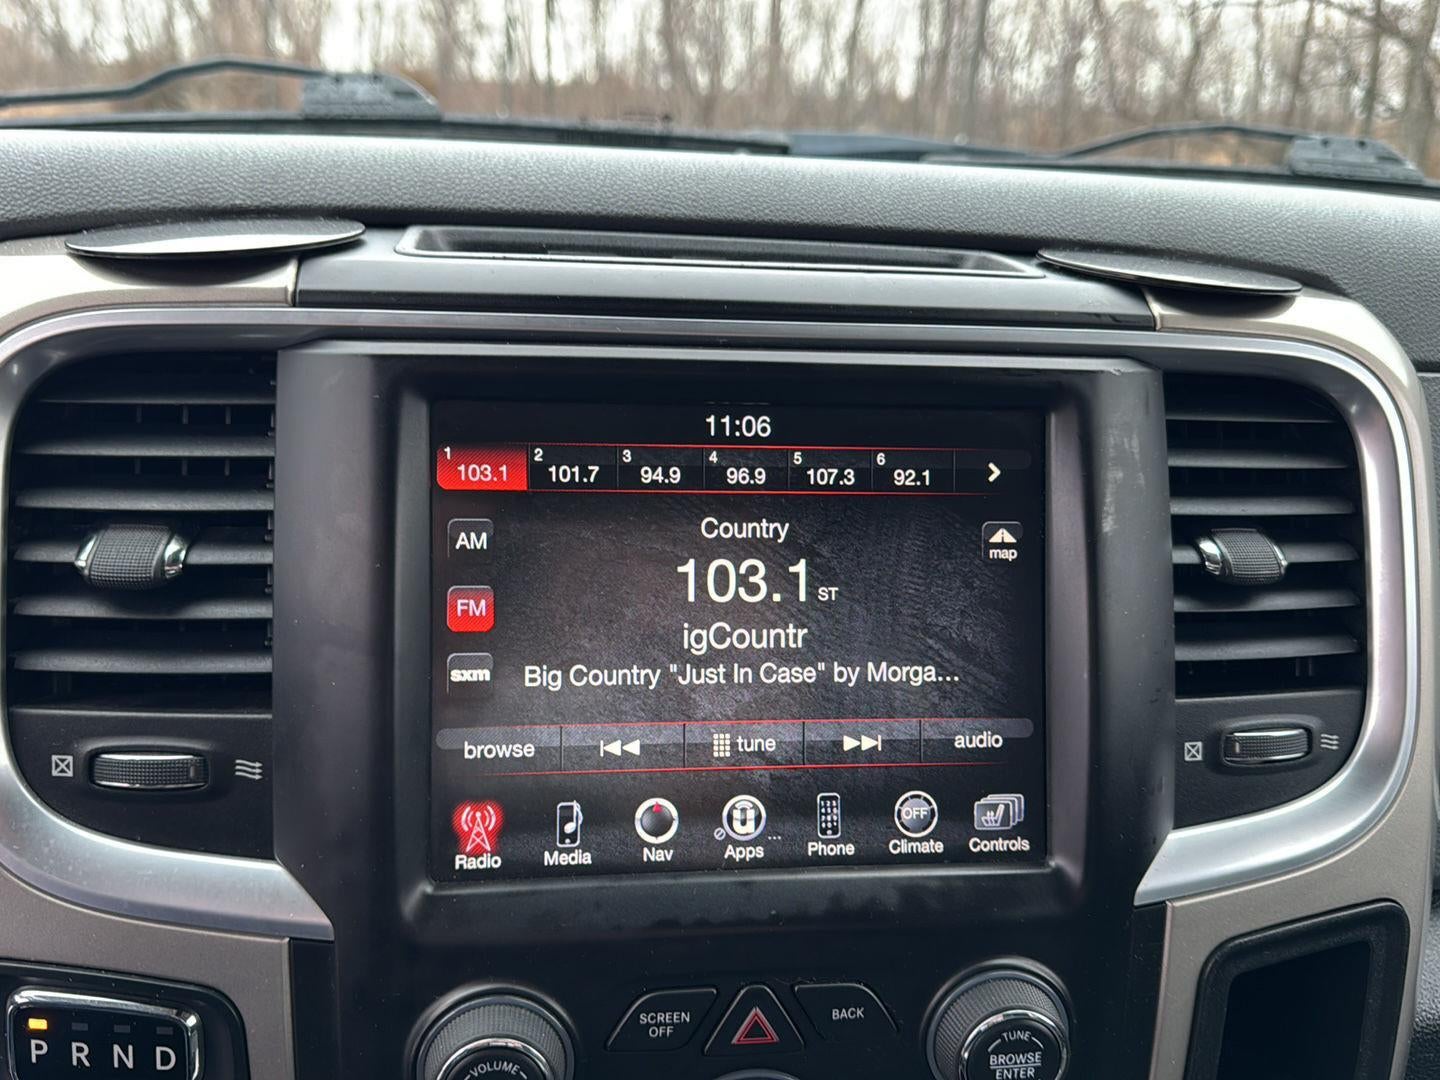 11:06
1 103.1 2 101.7 3 94.9 4 96.9 5 107.3 6 92.1
AM
Country
map
103.1 ST
FM
igCountr
sxm
Big Country "Just In Case" by Morga...
browse tune audio
OFF
Radio Media Nav Apps ... Phone Climate Controls
P R N D
VOLUME
SCREEN
OFF
BACK
TUNE
BROWSE
ENTER